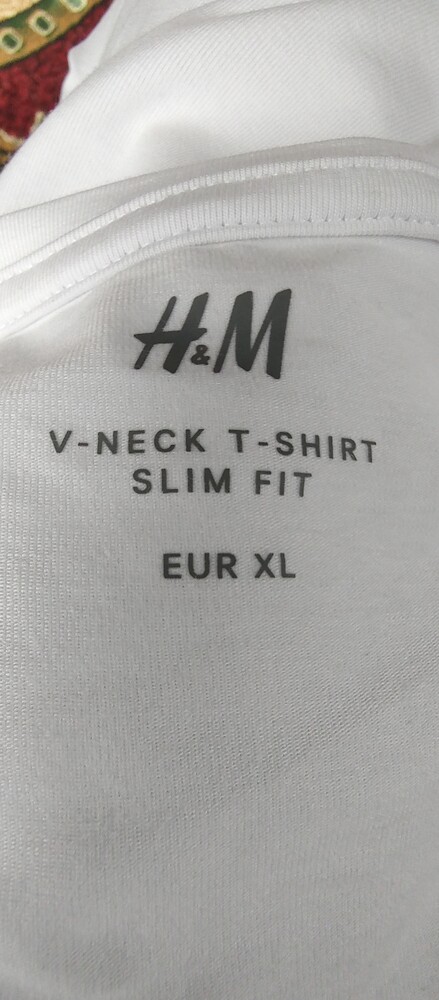 H&M
V-NECK T-SHIRT
SLIM FIT
EUR XL